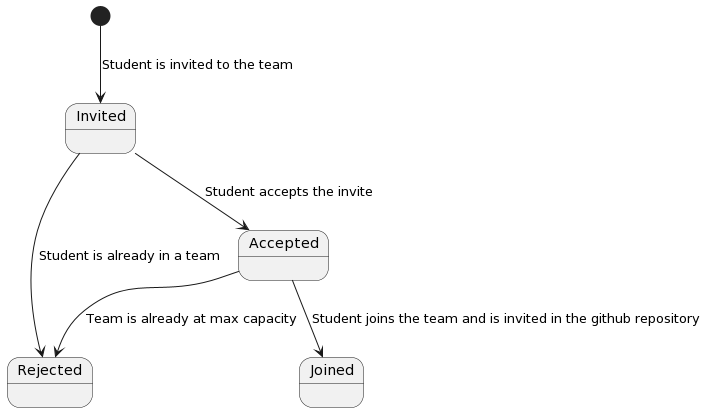 Student is invited to the team
Invited
Student accepts the invite
Accepted
Student is already in a team
Team is already at max capacity
Student joins the team and is invited in the github repository
Rejected
Joined